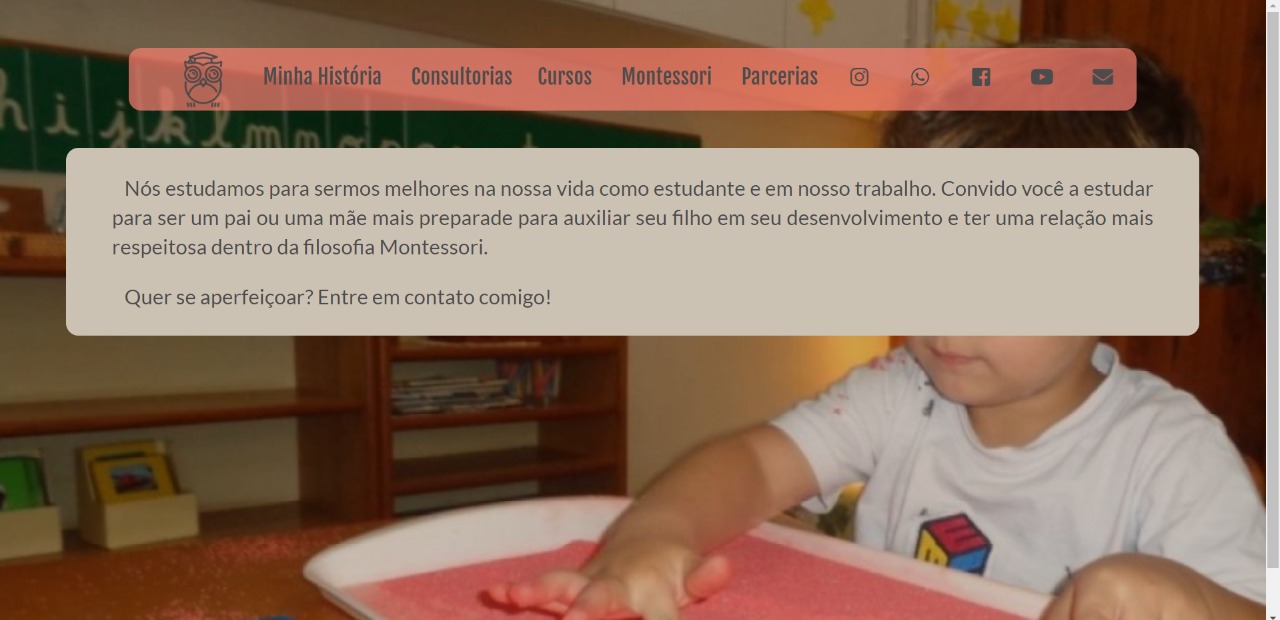 Minha História Consultorias Cursos Montessori Parcerias
h i j k l m n o p
Nós estudamos para sermos melhores na nossa vida como estudante e em nosso trabalho. Convido você a estudar
para ser um pai ou uma mãe mais preparade para auxiliar seu filho em seu desenvolvimento e ter uma relação mais
respeitosa dentro da filosofia Montessori.
Quer se aperfeiçoar? Entre em contato comigo!